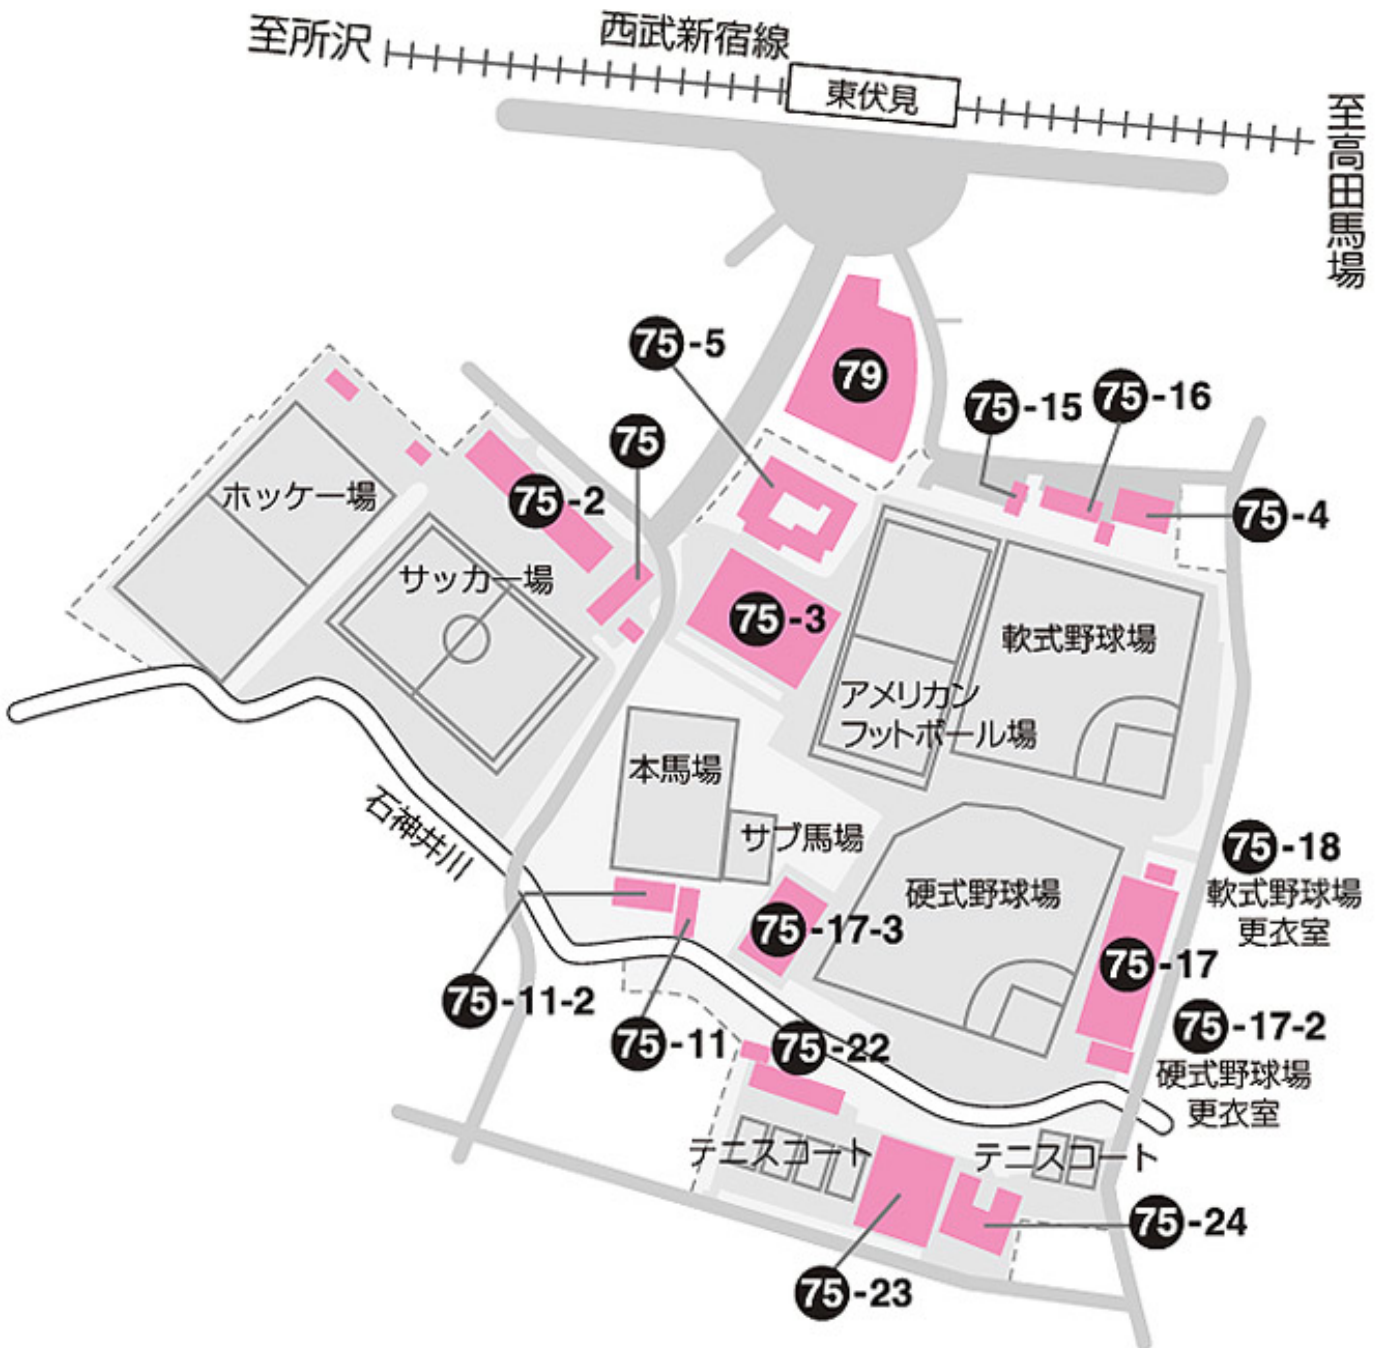 西武新宿線
至所沢
東伏見
至高田馬場
75-5
79
75-15
75-16
75
75-2
75-4
ホッケー場
サッカー場
75-3
軟式野球場
アメリカン
フットボール場
本馬場
サブ馬場
石神井川
硬式野球場
75-18
軟式野球場
更衣室
75-17-3
75-17
75-11-2
75-11
75-22
75-17-2
硬式野球場
更衣室
テニスコート
テニスコート
75-24
75-23